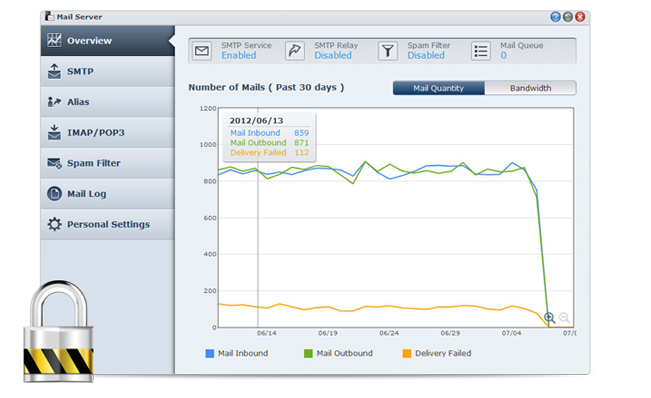 Mail Server
Overview
SMTP
Alias
IMAP/POP3
Spam Filter
Mail Log
Personal Settings
SMTP Service
Enabled
SMTP Relay
Disabled
Spam Filter
Disabled
Mail Queue
0
Number of Mails ( Past 30 days )
Mail Quantity
Bandwidth
1200
1000
800
600
400
200
0
2012/06/13
Mail Inbound 859
Mail Outbound 871
Delivery Failed 112
06/14 06/19 06/24 06/29 07/04
Mail Inbound Mail Outbound Delivery Failed